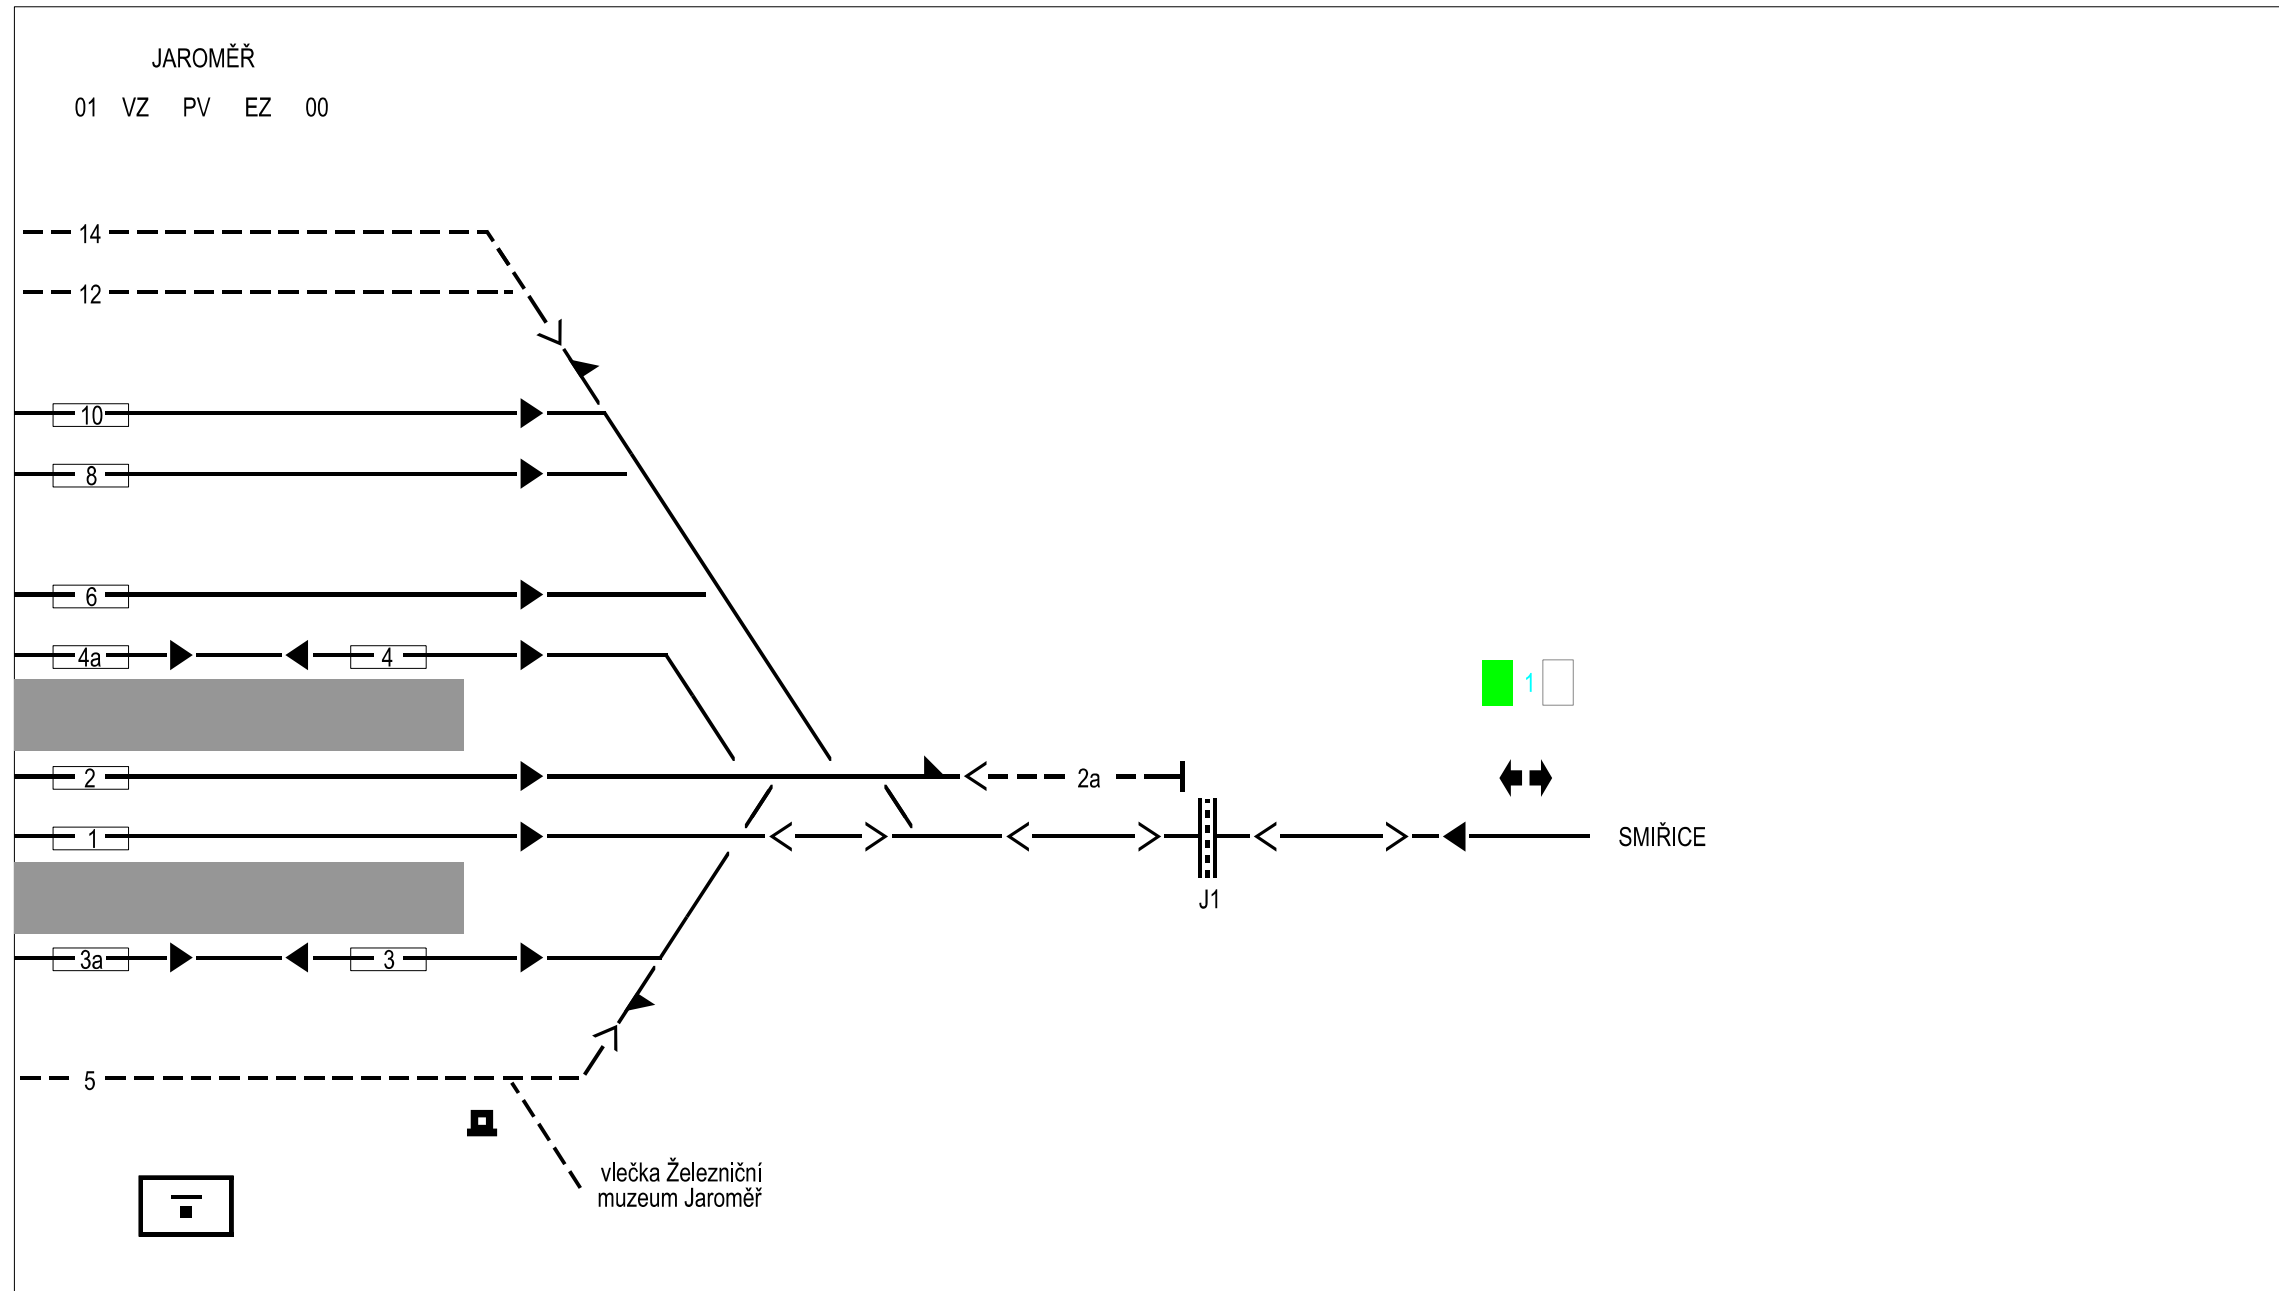 JAROMĚŘ
01 VZ PV EZ 00
14
12
10
8
6
4a 4
1
2 2a
1 SMIŘICE
J1
3a 3
5
vlečka Železniční
muzeum Jaroměř